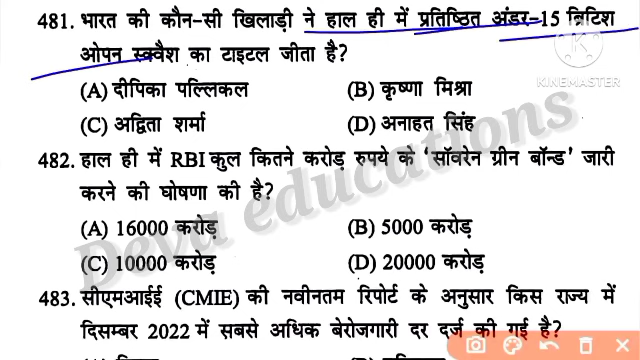 481. भारत की कौन-सी खिलाड़ी ने हाल ही में प्रतिष्ठित अंडर-15 ब्रिटिश
ओपन स्क्वैश का टाइटल जीता है?
(A) दीपिका पल्लिकल (B) कृष्णा मिश्रा
(C) अद्विता शर्मा (D) अनाहत सिंह
482. हाल ही में RBI कुल कितने करोड़ रुपये के 'सॉवरेन ग्रीन बॉन्ड' जारी
करने की घोषणा की है?
(A) 16000 करोड़ (B) 5000 करोड़
(C) 10000 करोड़ (D) 20000 करोड़
483. सीएमआईई (CMIE) की नवीनतम रिपोर्ट के अनुसार किस राज्य में
दिसम्बर 2022 में सबसे अधिक बेरोजगारी दर दर्ज की गई है?
KINEMASTER
Deva educations